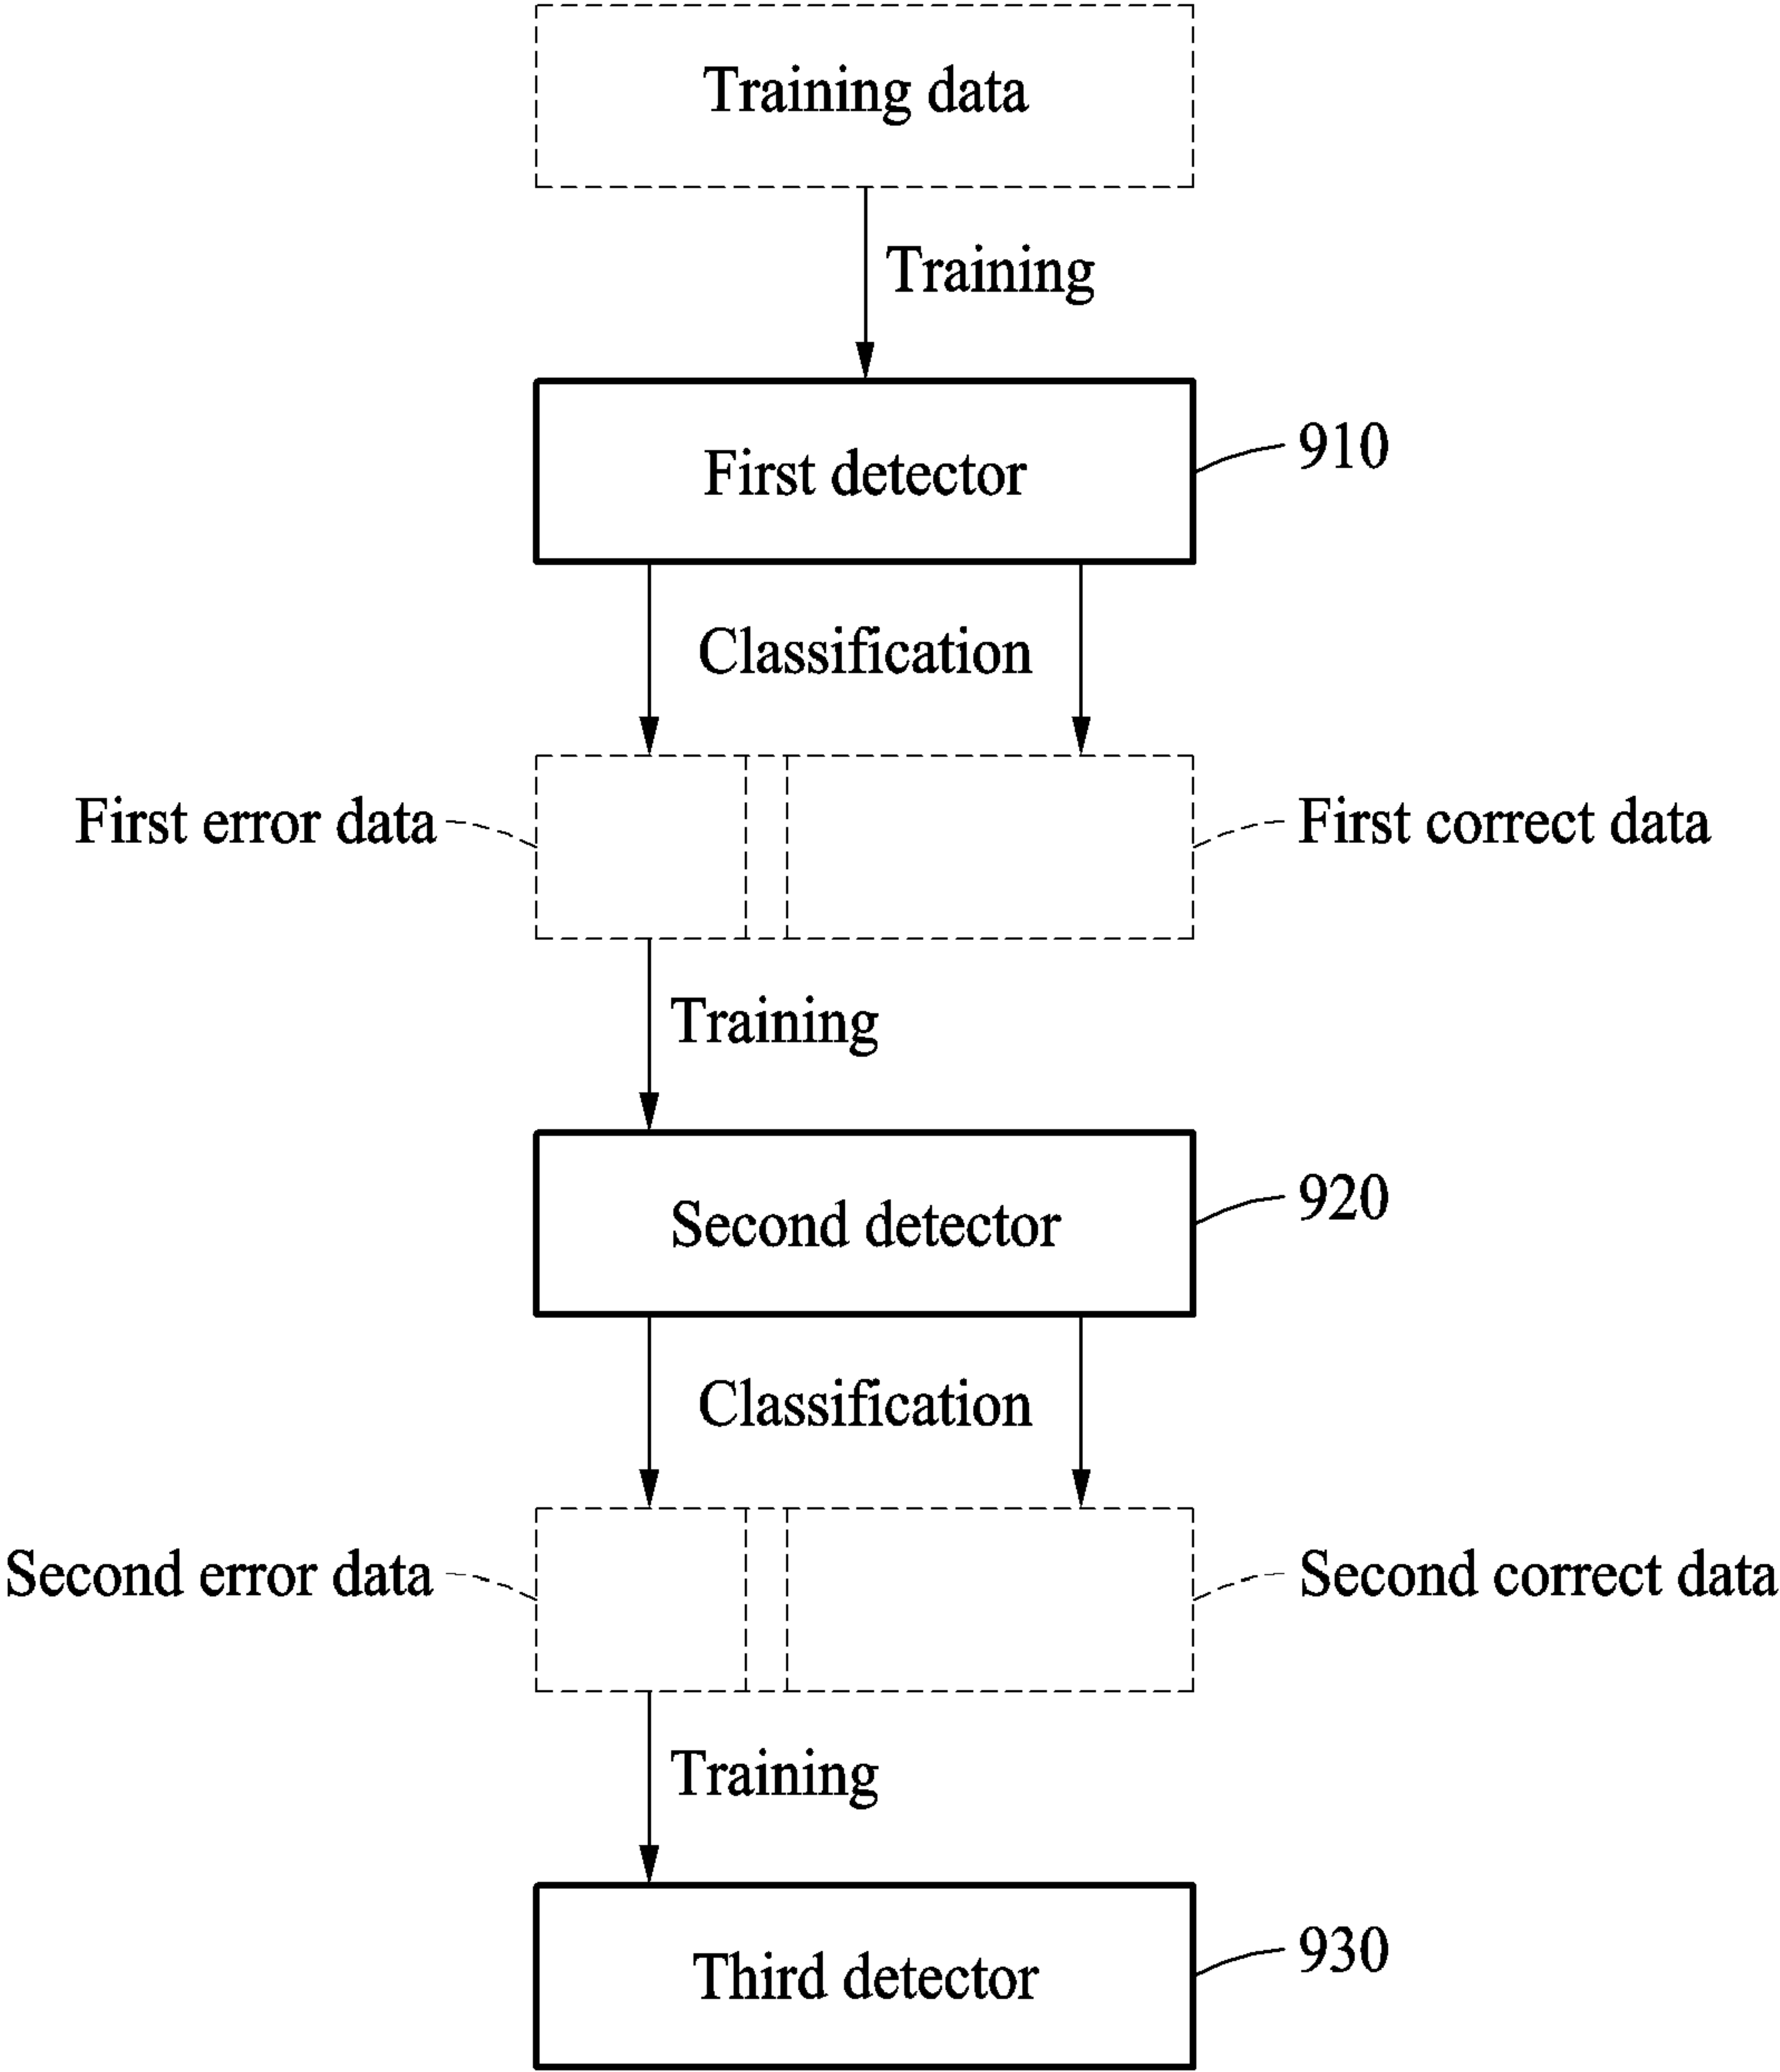 Training data
Training
First detector
910
Classification
First error data
First correct data
Training
Second detector
920
Classification
Second error data
Second correct data
Training
Third detector
930